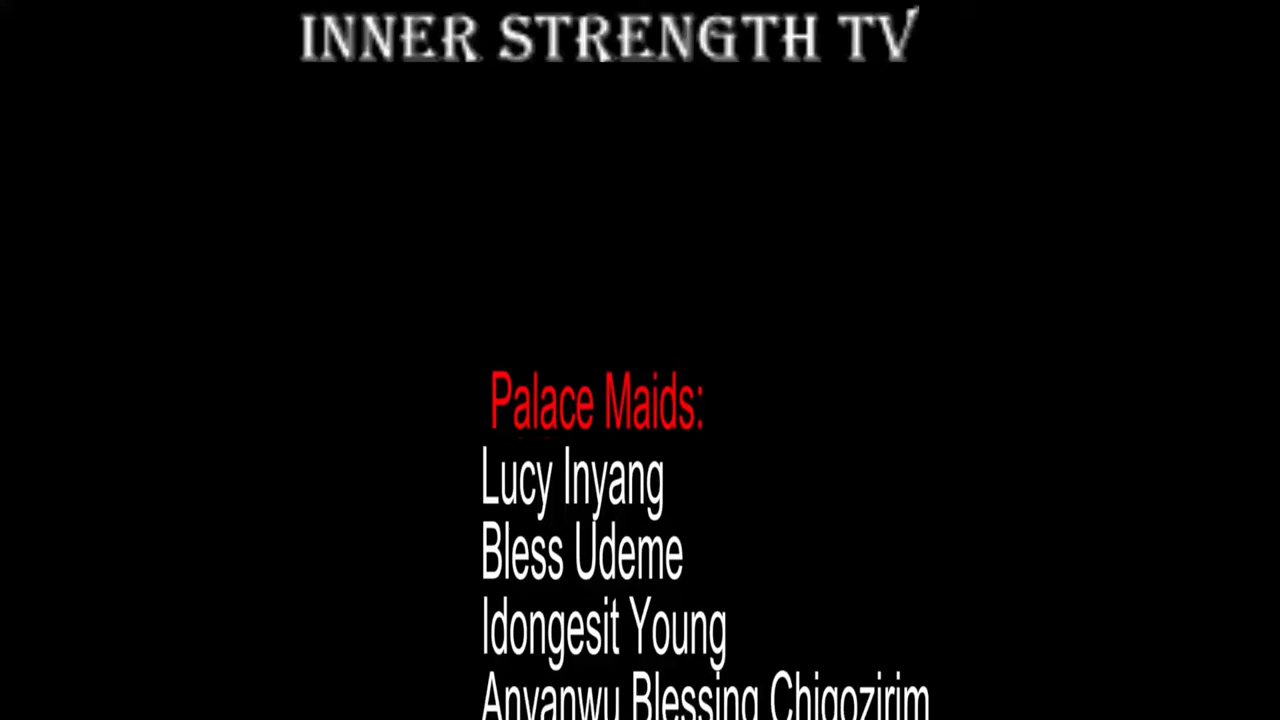 INNER STRENGTH TV
Palace Maids:
Lucy Inyang
Bless Udeme
Idongesit Young
Anyanwu Blessing Chigozirim